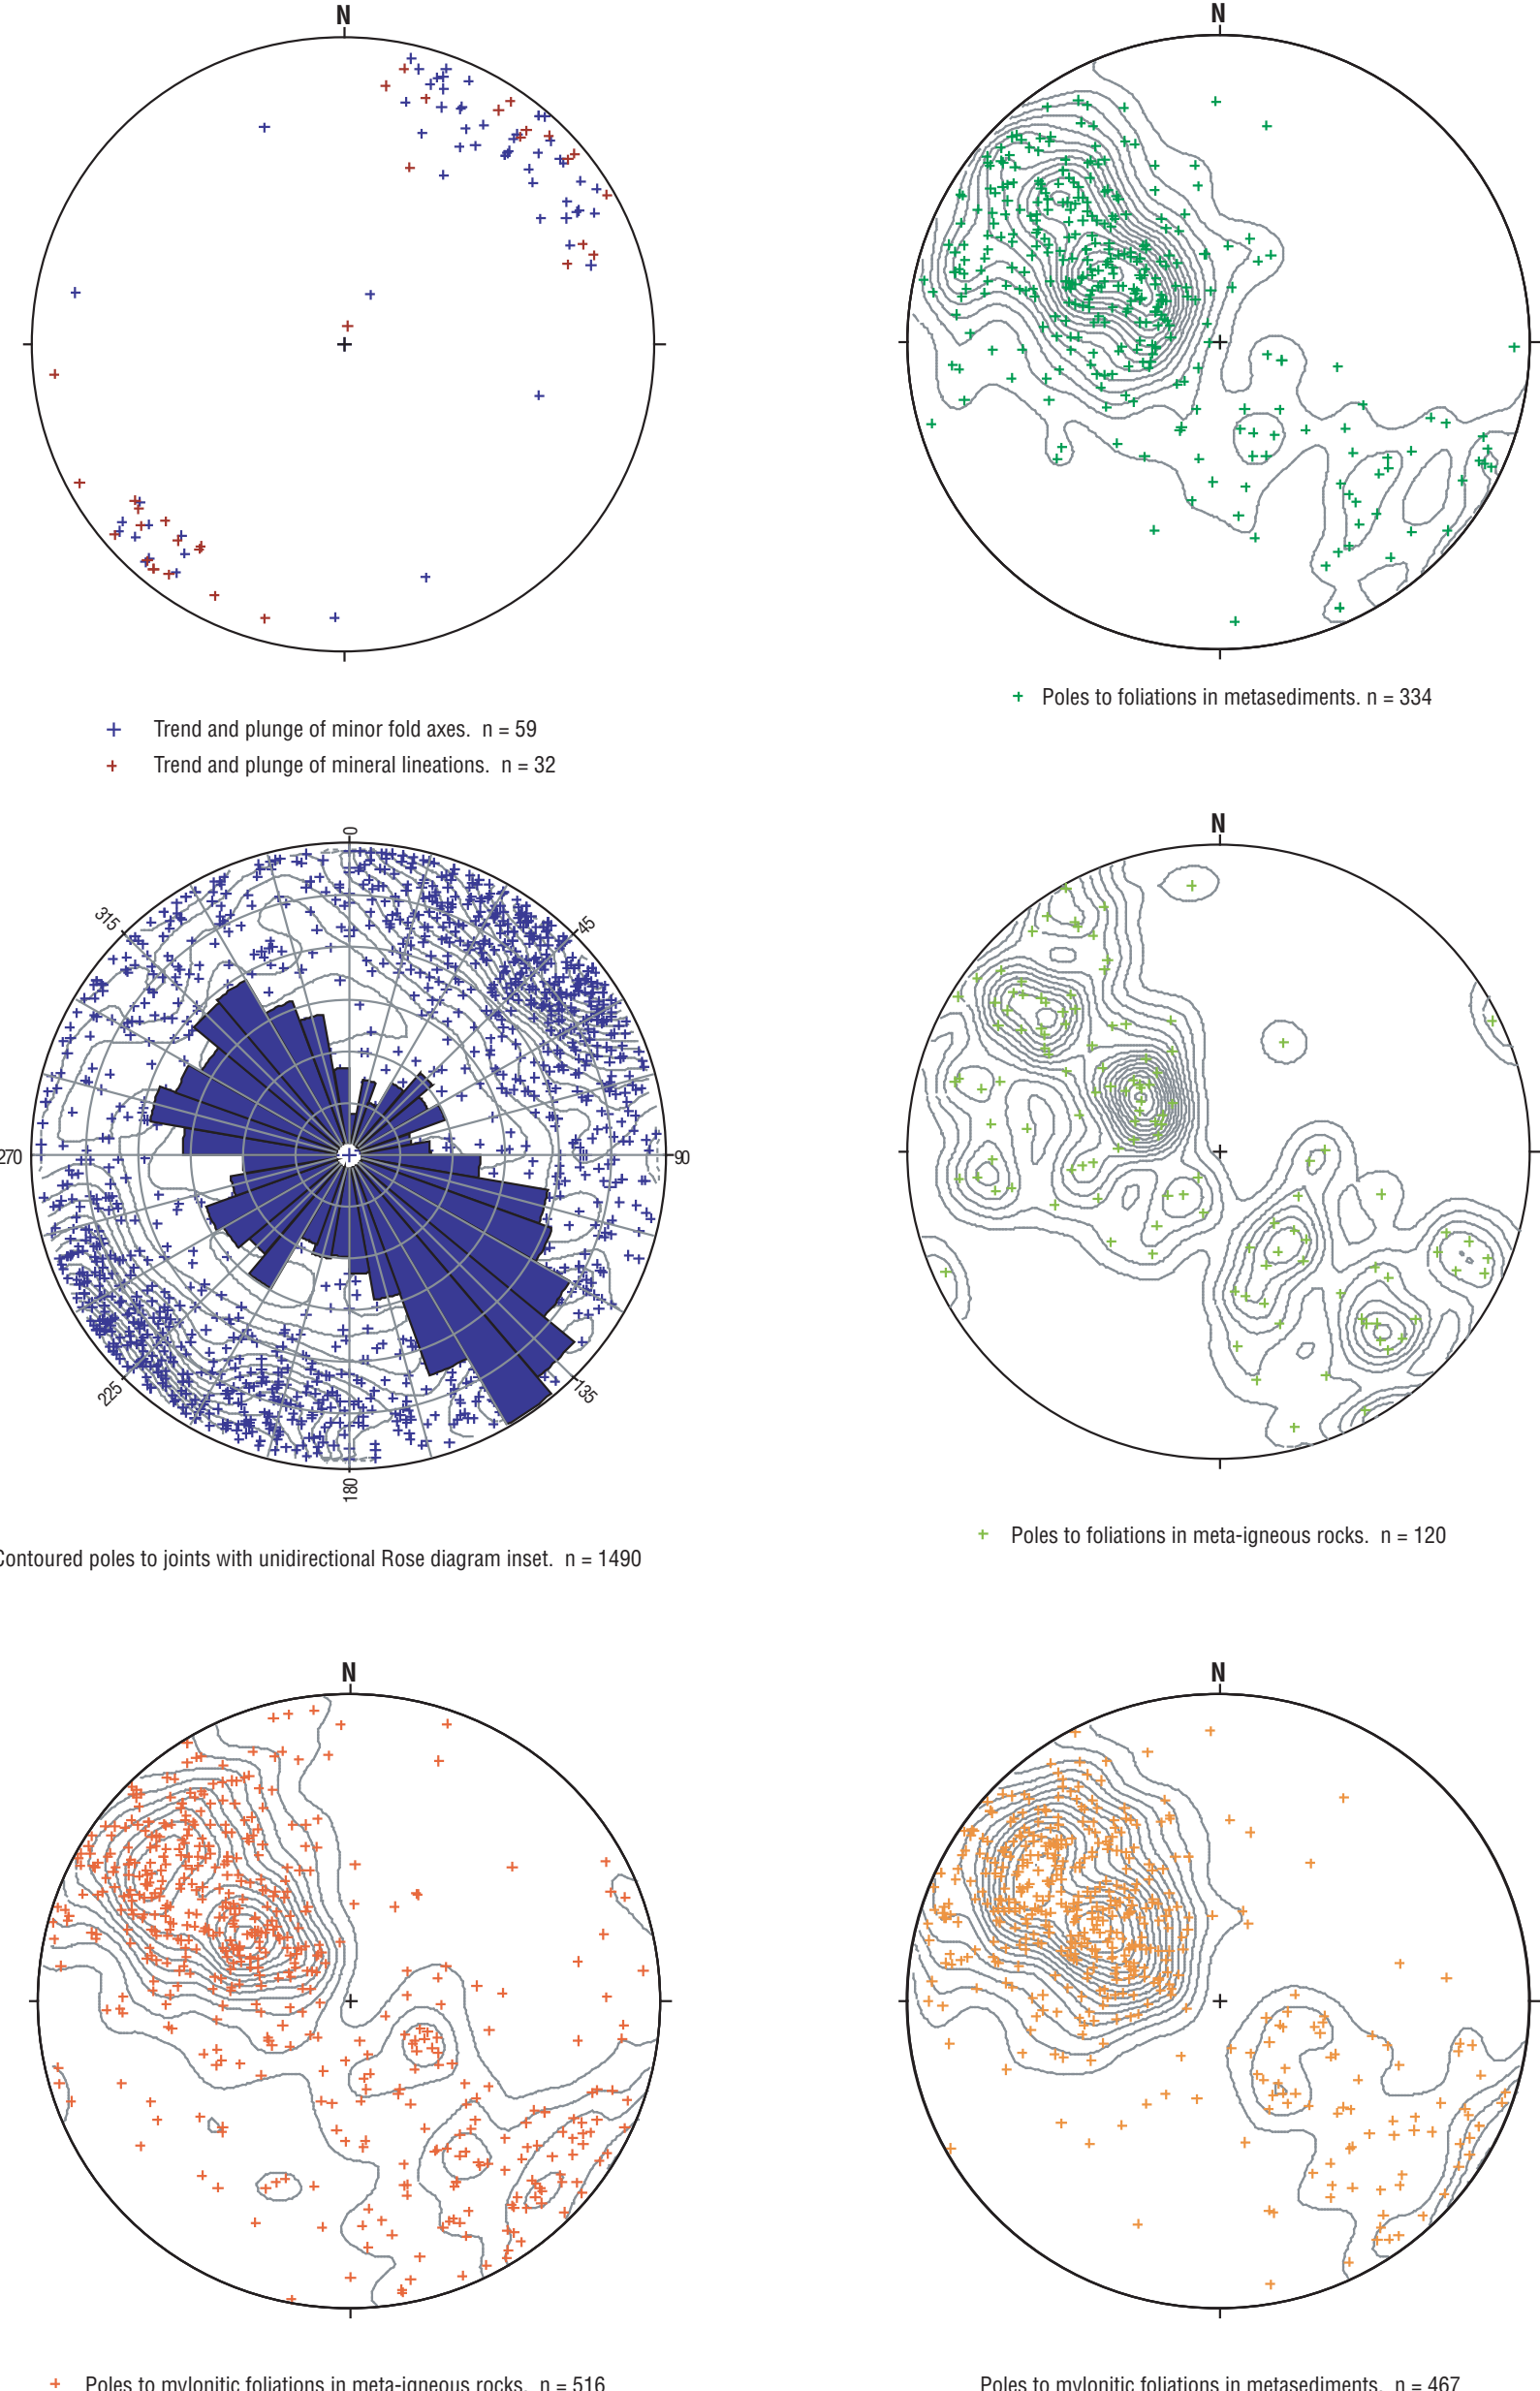 N
N
+ Poles to foliations in metasediments. n = 334
+ Trend and plunge of minor fold axes. n = 59
+ Trend and plunge of mineral lineations. n = 32
0
45
90
135
180
225
270
315
N
+ Poles to foliations in meta-igneous rocks. n = 120
Contoured poles to joints with unidirectional Rose diagram inset. n = 1490
N
N
+ Poles to mylonitic foliations in meta-igneous rocks. n = 516
Poles to mylonitic foliations in metasediments. n = 467